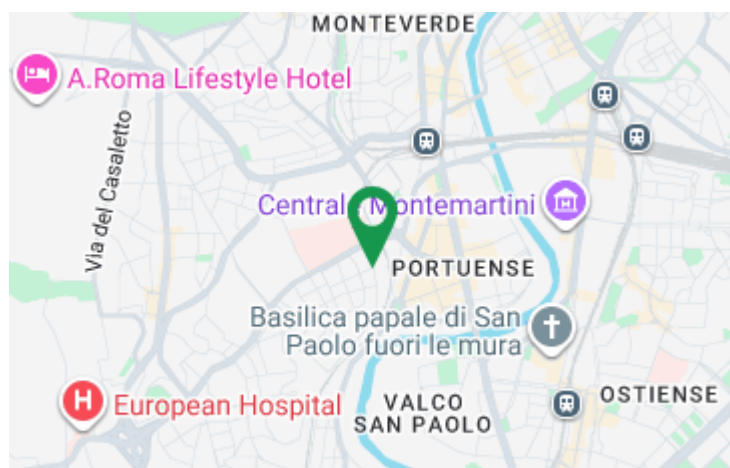 MONTEVERDE
A.Roma Lifestyle Hotel
Via del Casaletto
Centrale Montemartini
PORTUENSE
Basilica papale di San
Paolo fuori le mura
H European Hospital
VALCO
SAN PAOLO
OSTIENSE